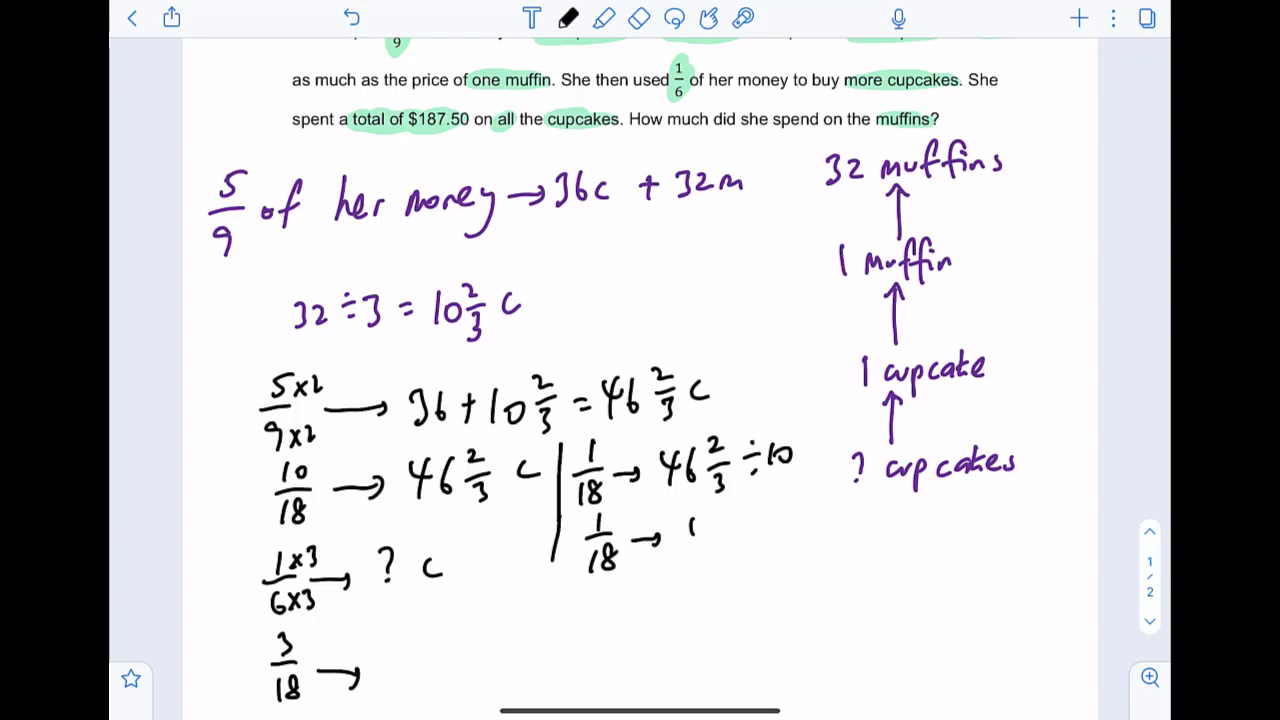 9
as much as the price of one muffin. She then used 1/6 of her money to buy more cupcakes. She
spent a total of $187.50 on all the cupcakes. How much did she spend on the muffins?
5/9 of her money → 36c + 32m
32 muffins
↑
1 muffin
↑
1 cupcake
↑
? cupcakes
32 ÷ 3 = 10 2/3 c
5×2/9×2 → 36 + 10 2/3 = 46 2/3 c
10/18 → 46 2/3 c
1×3/6×3 → ? c
3/18 →
1/18 → 46 2/3 ÷ 10
1/18 →
1
/
2